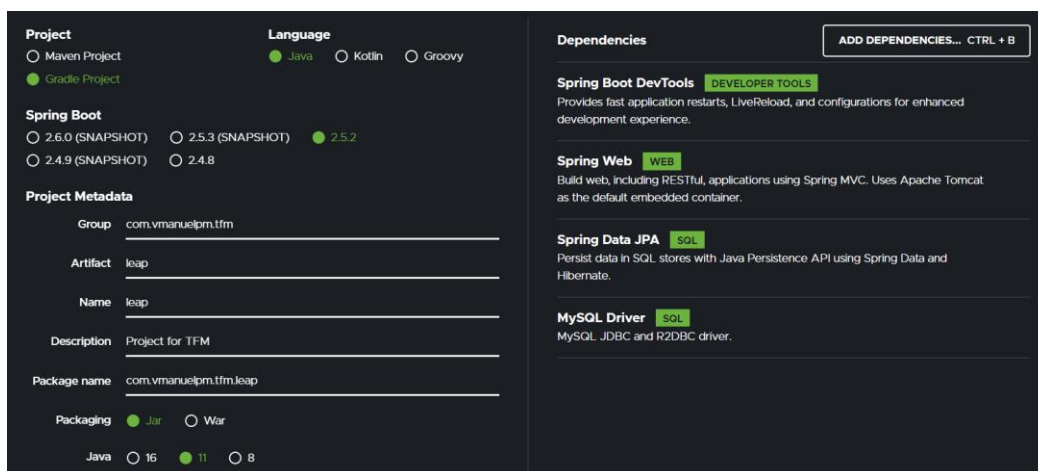 Project
Maven Project
Gradle Project
Language
Java Kotlin Groovy
Spring Boot
2.6.0 (SNAPSHOT) 2.5.3 (SNAPSHOT) 2.5.2
2.4.9 (SNAPSHOT) 2.4.8
Project Metadata
Group com.vmanuelpm.tfm
Artifact leap
Name leap
Description Project for TFM
Package name com.vmanuelpm.tfm.leap
Packaging Jar War
Java 16 11 8
Dependencies ADD DEPENDENCIES... CTRL + B
Spring Boot DevTools DEVELOPER TOOLS
Provides fast application restarts, LiveReload, and configurations for enhanced
development experience.
Spring Web WEB
Build web, including RESTful, applications using Spring MVC. Uses Apache Tomcat
as the default embedded container.
Spring Data JPA SQL
Persist data in SQL stores with Java Persistence API using Spring Data and
Hibernate.
MySQL Driver SQL
MySQL JDBC and R2DBC driver.